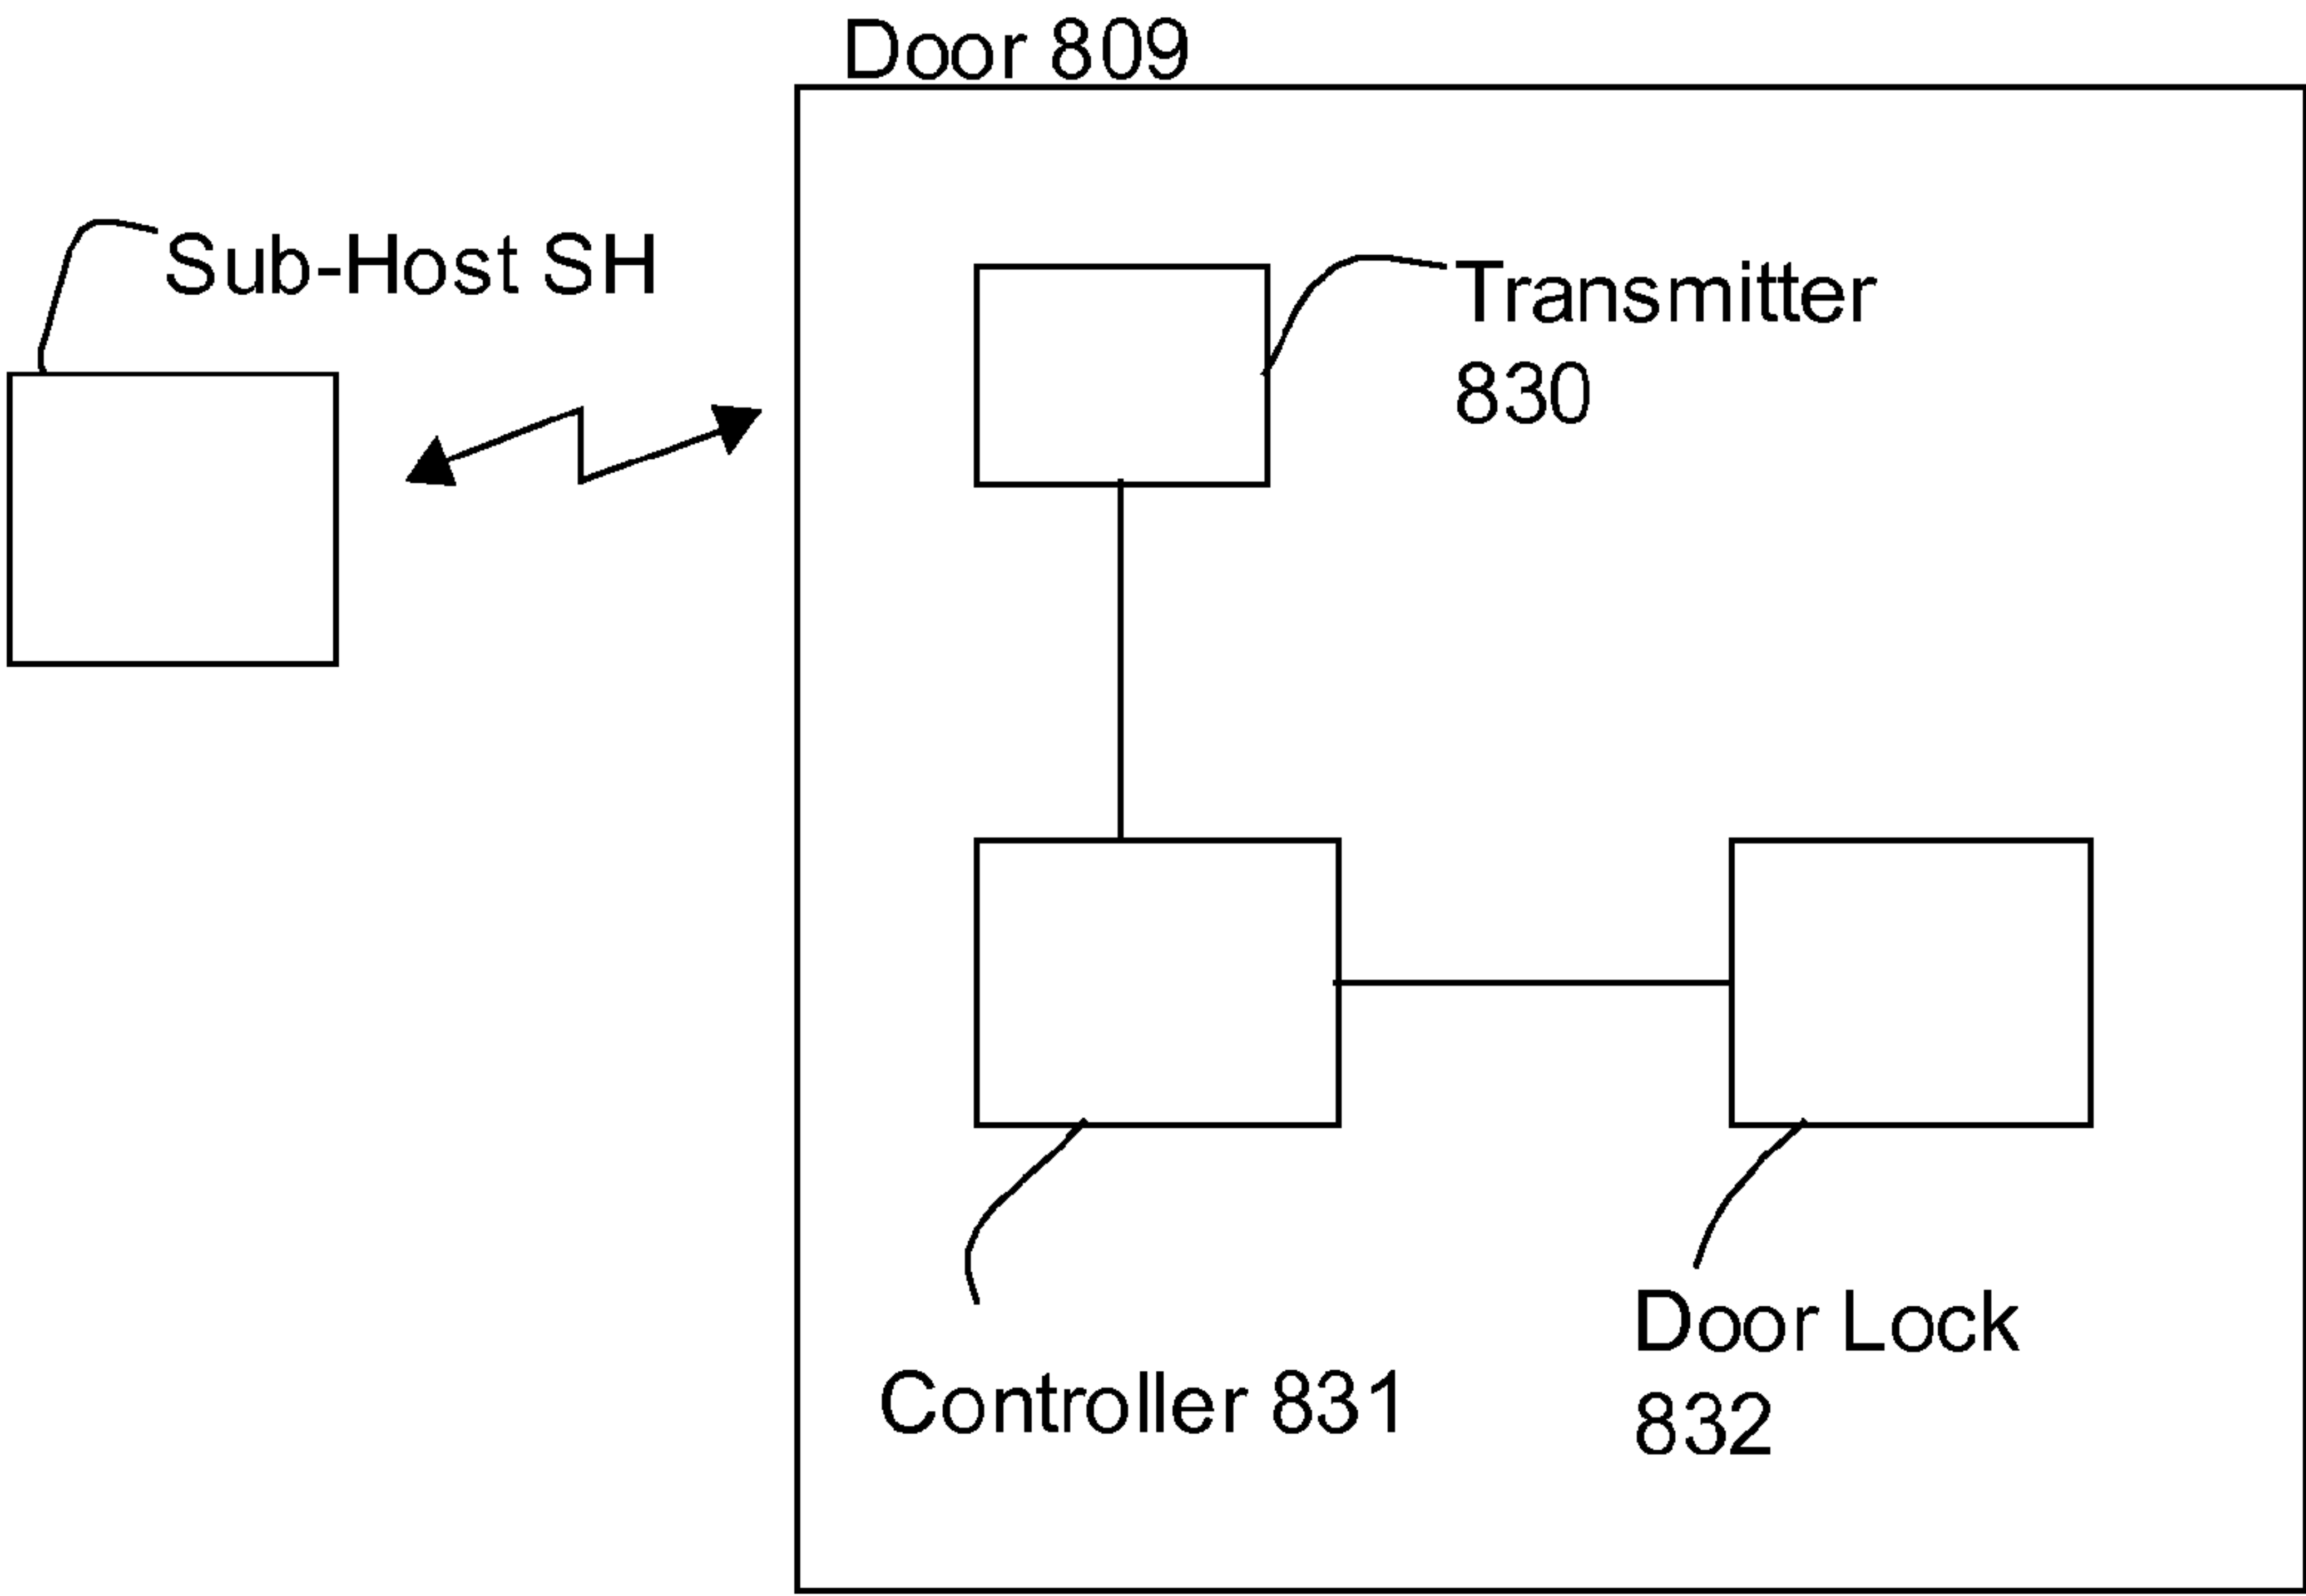 Door 809
Sub-Host SH
Transmitter
830
Controller 831
Door Lock
832